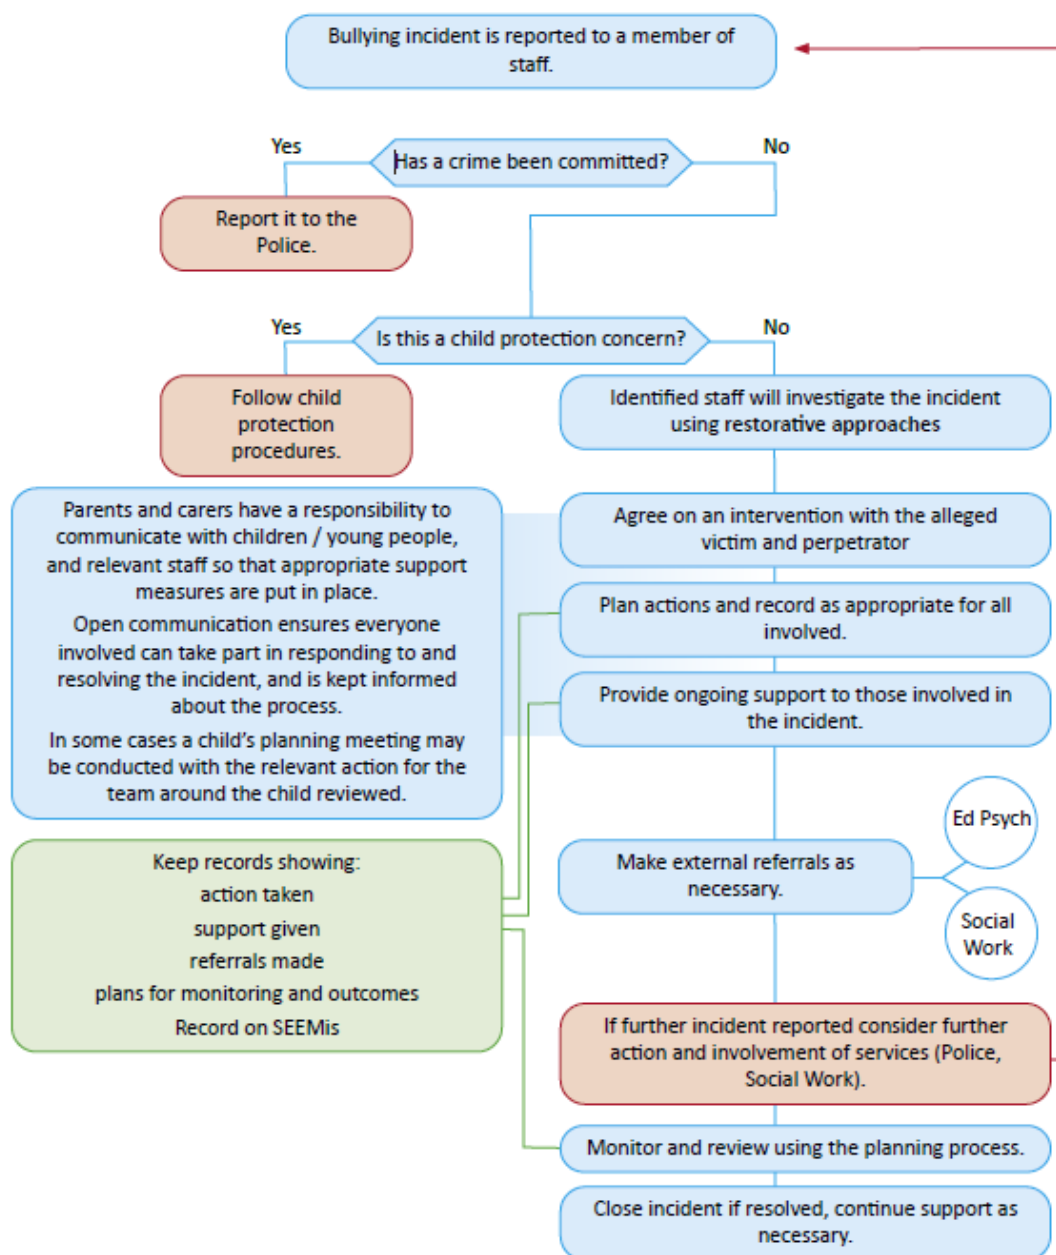 Bullying incident is reported to a member of
staff.
Yes
Has a crime been committed?
No
Report it to the
Police.
Yes
Is this a child protection concern?
No
Follow child
protection
procedures.
Identified staff will investigate the incident
using restorative approaches
Parents and carers have a responsibility to
communicate with children / young people,
and relevant staff so that appropriate support
measures are put in place.
Open communication ensures everyone
involved can take part in responding to and
resolving the incident, and is kept informed
about the process.
In some cases a child's planning meeting may
be conducted with the relevant action for the
team around the child reviewed.
Agree on an intervention with the alleged
victim and perpetrator
Plan actions and record as appropriate for all
involved.
Provide ongoing support to those involved in
the incident.
Keep records showing:
action taken
support given
referrals made
plans for monitoring and outcomes
Record on SEEMis
Make external referrals as
necessary.
Ed Psych
Social
Work
If further incident reported consider further
action and involvement of services (Police,
Social Work).
Monitor and review using the planning process.
Close incident if resolved, continue support as
necessary.